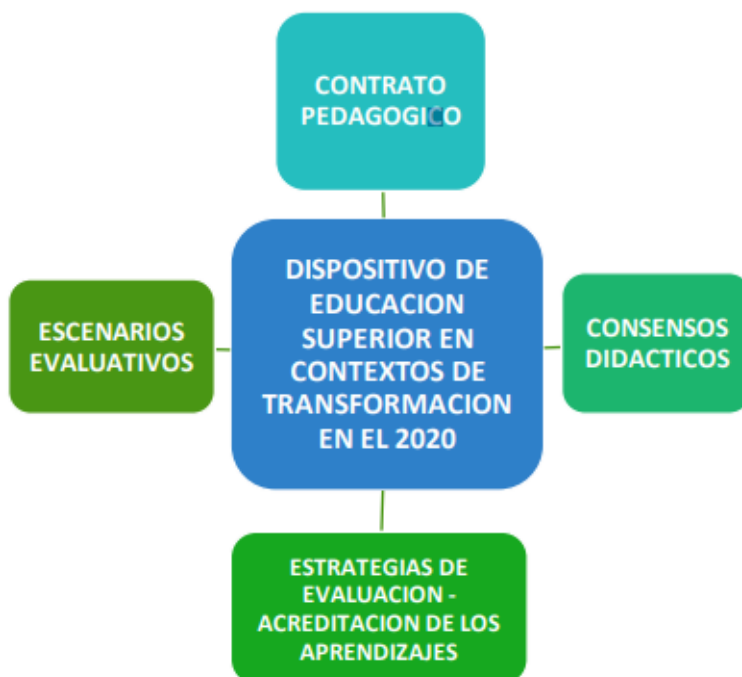 CONTRATO
PEDAGOGICO
DISPOSITIVO DE
EDUCACION
SUPERIOR EN
CONTEXTOS DE
TRANSFORMACION
EN EL 2020
ESCENARIOS
EVALUATIVOS
CONSENSOS
DIDACTICOS
ESTRATEGIAS DE
EVALUACION -
ACREDITACION DE LOS
APRENDIZAJES